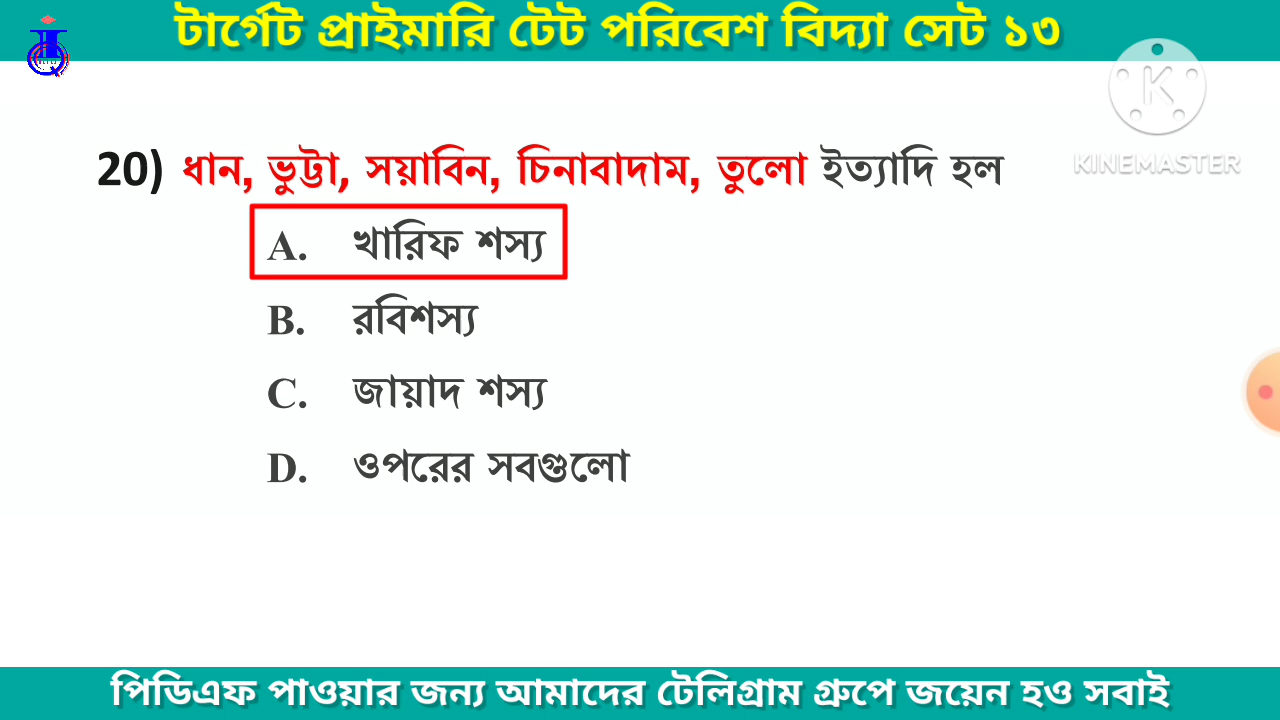 টার্গেট প্রাইমারি টেট পরিবেশ বিদ্যা সেট ১৩
K
KINEMASTER
20) ধান, ভুট্টা, সয়াবিন, চিনাবাদাম, তুলো ইত্যাদি হল
A. খারিফ শস্য
B. রবিশস্য
C. জায়াদ শস্য
D. ওপরের সবগুলো
পিডিএফ পাওয়ার জন্য আমাদের টেলিগ্রাম গ্রুপে জয়েন হও সবাই